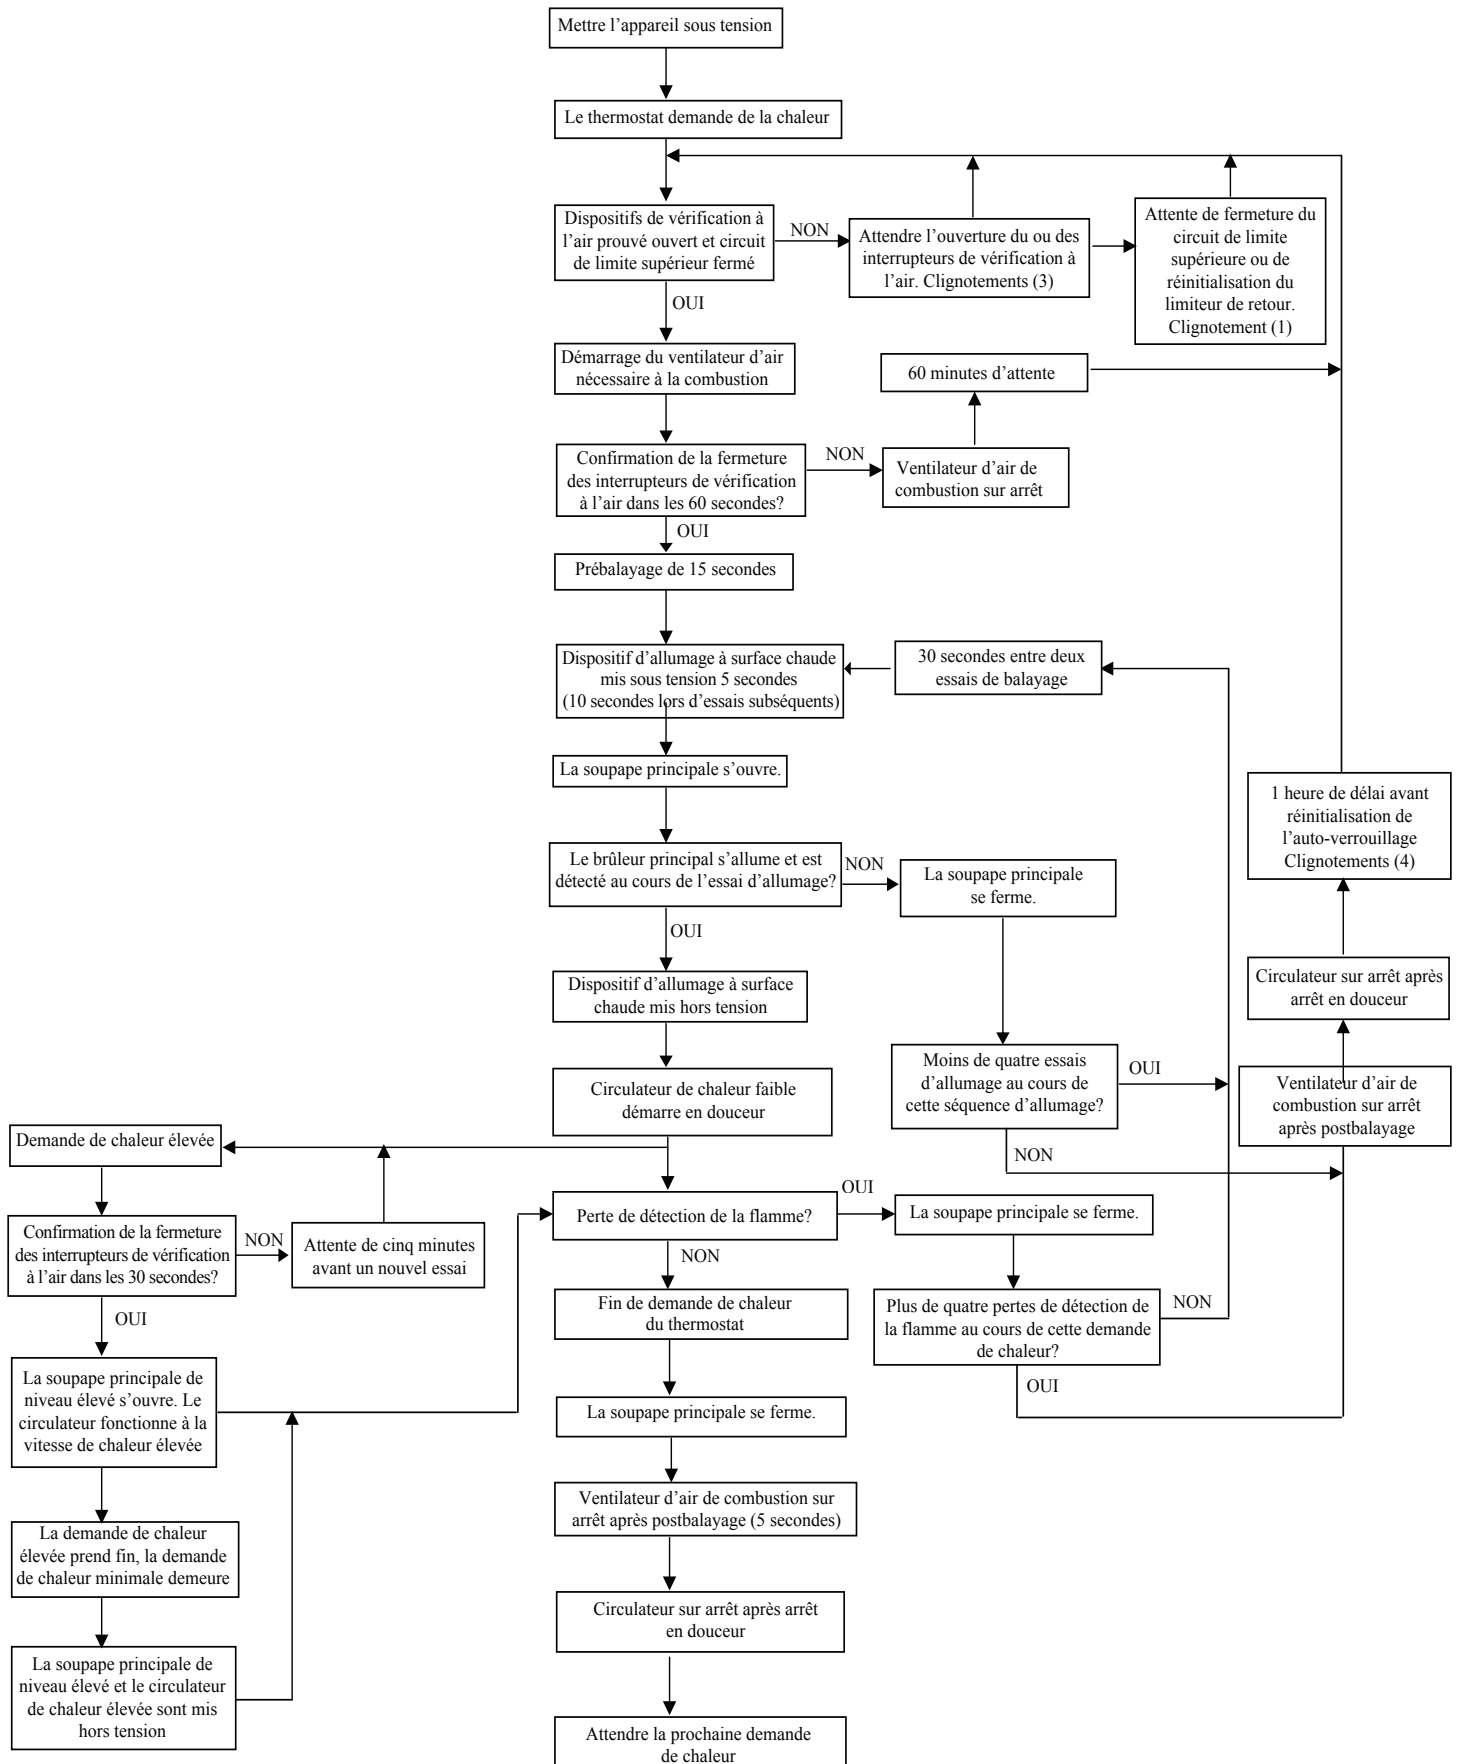 Mettre l’appareil sous tension
Le thermostat demande de la chaleur
Dispositifs de vérification à
l’air prouvé ouvert et circuit
de limite supérieur fermé
NON
Attendre l’ouverture du ou des
interrupteurs de vérification à
l’air. Clignotements (3)
Attente de fermeture du
circuit de limite
supérieure ou de
réinitialisation du
limiteur de retour.
Clignotement (1)
OUI
Démarrage du ventilateur d’air
nécessaire à la combustion
60 minutes d’attente
Confirmation de la fermeture
des interrupteurs de vérification
à l’air dans les 60 secondes?
NON
Ventilateur d’air de
combustion sur arrêt
OUI
Prébalayage de 15 secondes
Dispositif d’allumage à surface chaude
mis sous tension 5 secondes
(10 secondes lors d’essais subséquents)
30 secondes entre deux
essais de balayage
La soupape principale s’ouvre.
1 heure de délai avant
réinitialisation de
l’auto-verrouillage
Clignotements (4)
Le brûleur principal s’allume et est
détecté au cours de l’essai d’allumage?
NON
La soupape principale
se ferme.
OUI
Dispositif d’allumage à surface
chaude mis hors tension
Circulateur sur arrêt après
arrêt en douceur
Moins de quatre essais
d’allumage au cours de
cette séquence d’allumage?
OUI
NON
Ventilateur d’air de
combustion sur arrêt
après postbalayage
Circulateur de chaleur faible
démarre en douceur
Demande de chaleur élevée
Confirmation de la fermeture
des interrupteurs de vérification
à l’air dans les 30 secondes?
NON
Attente de cinq minutes
avant un nouvel essai
OUI
Perte de détection de la flamme?
OUI
La soupape principale se ferme.
NON
Fin de demande de chaleur
du thermostat
Plus de quatre pertes de détection de
la flamme au cours de cette demande
de chaleur?
NON
OUI
La soupape principale de
niveau élevé s’ouvre. Le
circulateur fonctionne à la
vitesse de chaleur élevée
La soupape principale se ferme.
Ventilateur d’air de combustion sur
arrêt après postbalayage (5 secondes)
La demande de chaleur
élevée prend fin, la demande
de chaleur minimale demeure
Circulateur sur arrêt après arrêt
en douceur
La soupape principale de
niveau élevé et le circulateur
de chaleur élevée sont mis
hors tension
Attendre la prochaine demande
de chaleur